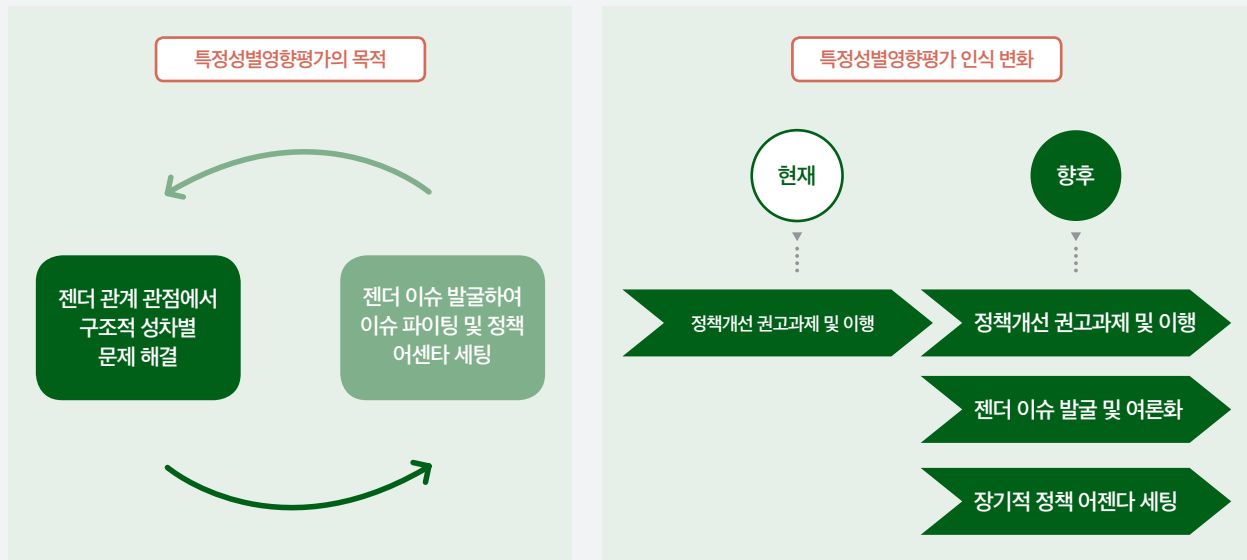 특정성별영향평가의 목적
젠더 관계 관점에서
구조적 성차별
문제 해결
젠더 이슈 발굴하여
이슈 파이팅 및 정책
어센다 세팅
특정성별영향평가 인식 변화
현재
향후
정책개선 권고과제 및 이행
정책개선 권고과제 및 이행
젠더 이슈 발굴 및 여론화
장기적 정책 어젠다 세팅